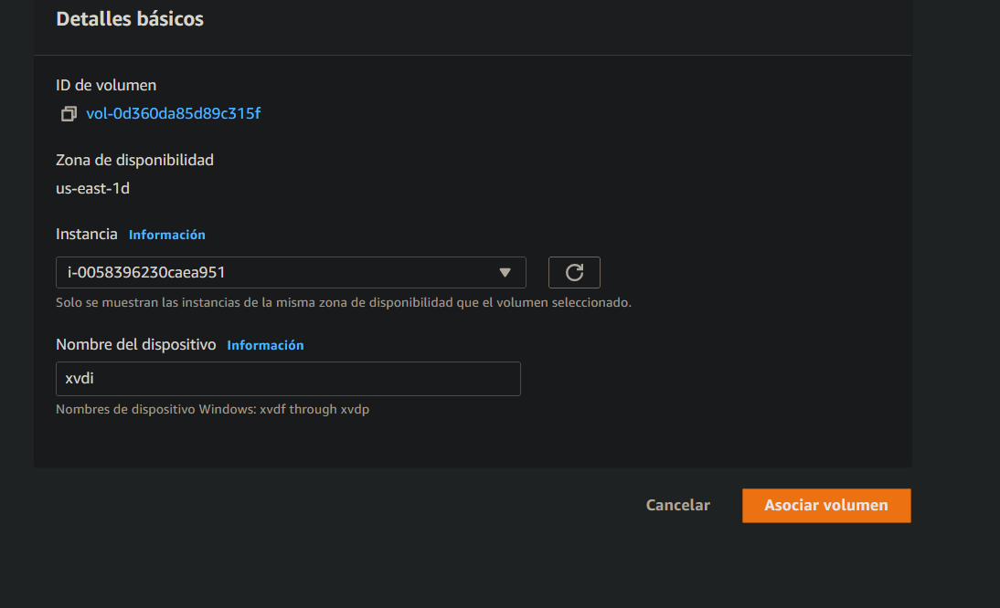 Detalles básicos
ID de volumen
vol-0d360da85d89c315f
Zona de disponibilidad
us-east-1d
Instancia Información
i-0058396230caea951
Solo se muestran las instancias de la misma zona de disponibilidad que el volumen seleccionado.
Nombre del dispositivo Información
xvdi
Nombres de dispositivo Windows: xvdf through xvdp
Cancelar Asociar volumen